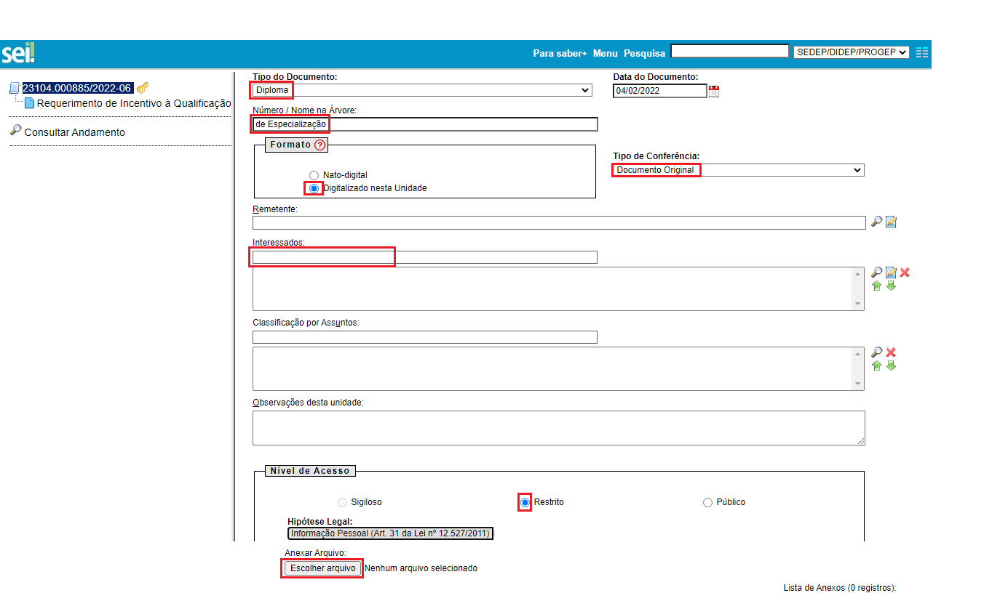 sei!
Para saber+ Menu Pesquisa SEDEP/DIDEP/PROGEP
23104.000885/2022-06
Requerimento de Incentivo à Qualificação
Consultar Andamento
Tipo do Documento:
Diploma
Data do Documento:
04/02/2022
Número / Nome na Árvore:
de Especialização
Formato ?
Nato-digital
Digitalizado nesta Unidade
Tipo de Conferência:
Documento Original
Remetente:
Interessados:
Classificação por Assuntos:
Observações desta unidade:
Nível de Acesso
Sigiloso Restrito Público
Hipótese Legal:
Informação Pessoal (Art. 31 da Lei nº 12.527/2011)
Anexar Arquivo:
Escolher arquivo Nenhum arquivo selecionado
Lista de Anexos (0 registros):